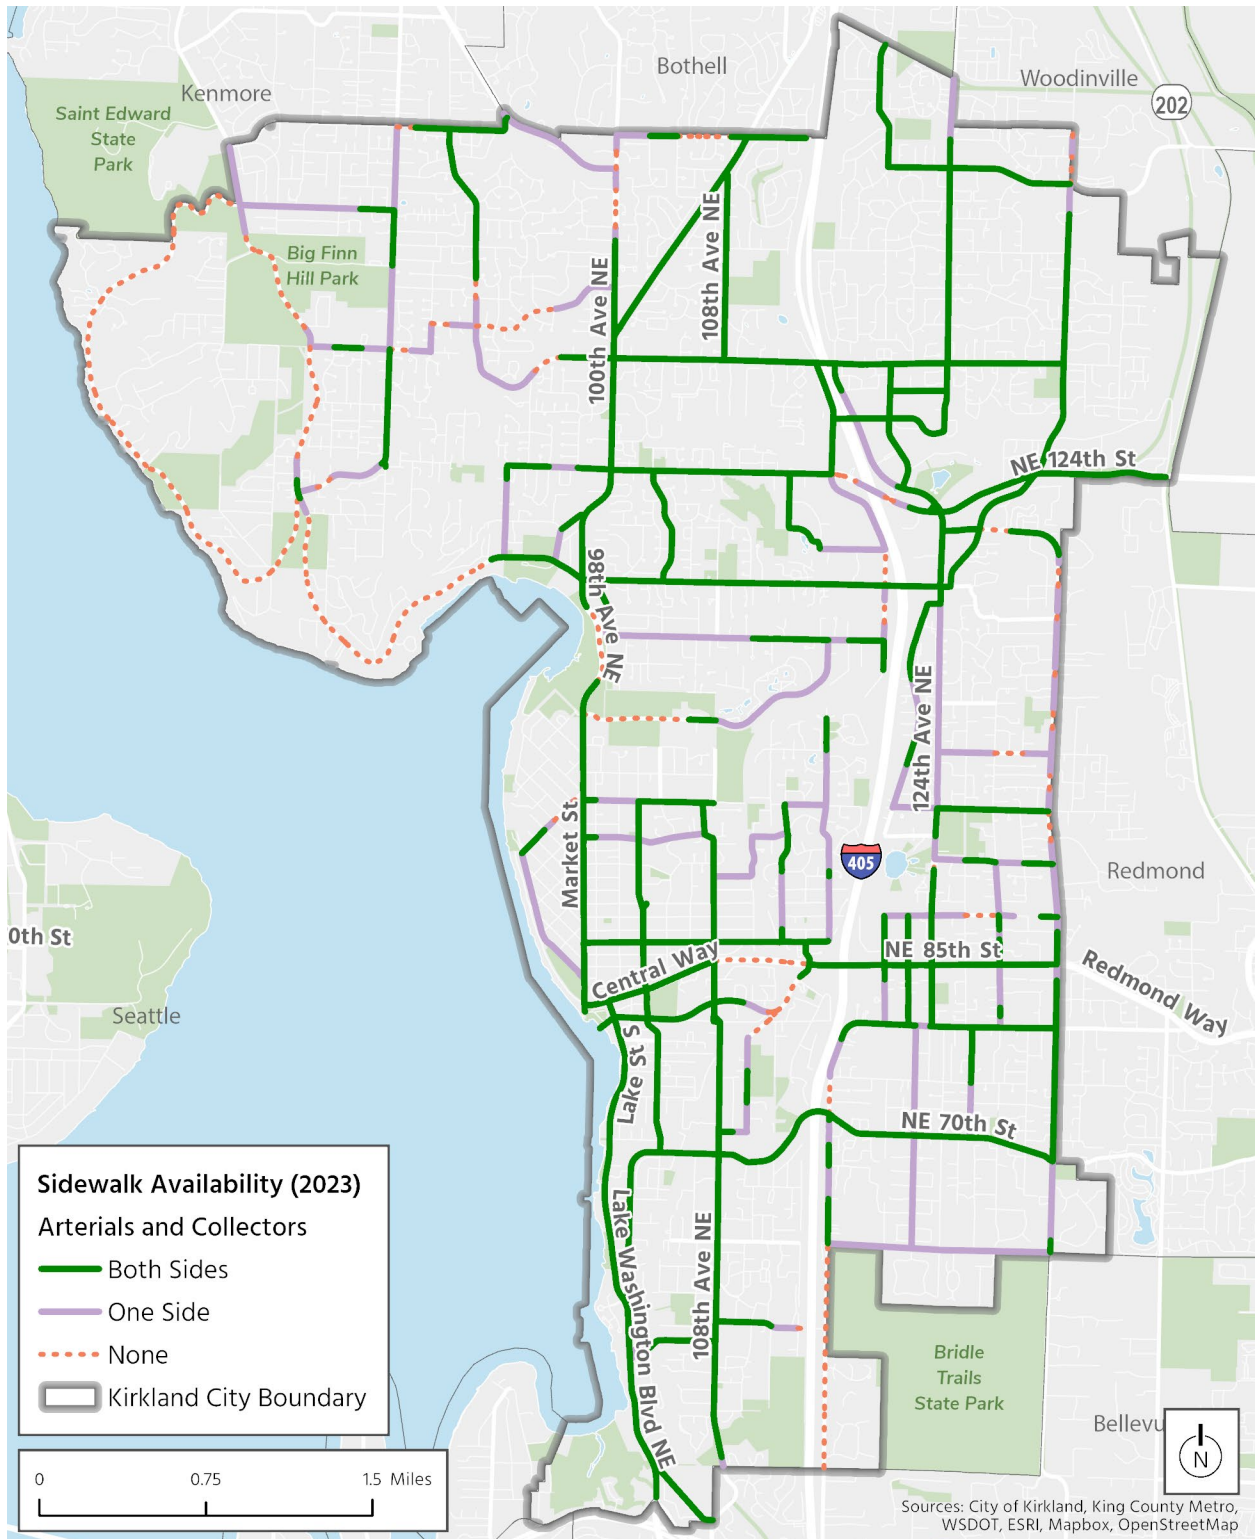 Bothell
Kenmore
Woodinville
202
Saint Edward
State
Park
Big Finn
Hill Park
108th Ave NE
100th Ave NE
NE 124th St
98th Ave NE
124th Ave NE
Market St
405
Redmond
0th St
NE 85th St
Central Way
Redmond Way
Seattle
S
Lake St
NE 70th St
Lake Washington Blvd NE
108th Ave NE
Bridle
Trails
State Park
Bellevu
Sidewalk Availability (2023)
Arterials and Collectors
Both Sides
One Side
None
Kirkland City Boundary
0 0.75 1.5 Miles
N
Sources: City of Kirkland, King County Metro,
WSDOT, ESRI, Mapbox, OpenStreetMap